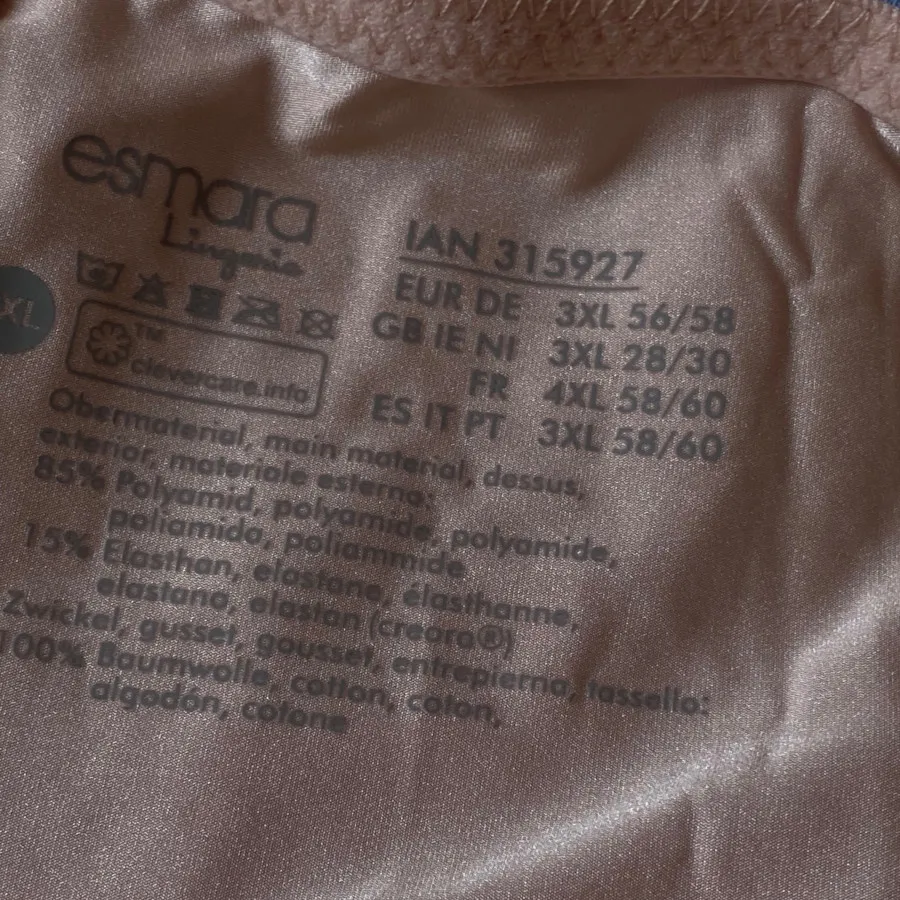 esmara
Lingerie
IAN 315927
EUR DE 3XL 56/58
GB IE NI 3XL 28/30
FR 4XL 58/60
ES IT PT 3XL 58/60
XL
clevercare.info™
Obermaterial, main material, dessus,
exterior, materiale esterno:
85% Polyamid, polyamide, polyamide,
poliamida, poliammide
15% Elasthan, elastane, élasthanne,
elastano, elastan (creora®)
Zwickel, gusset, gousset, entrepierna, tassello:
100% Baumwolle, cotton, coton,
algodón, cotone